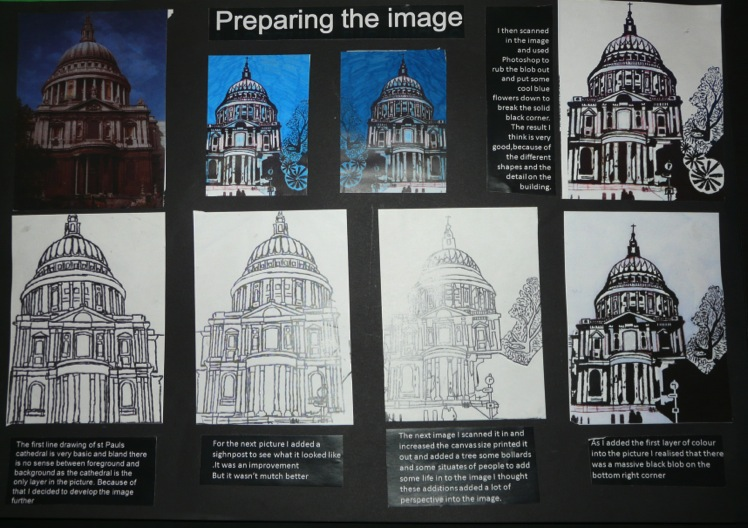 Preparing the image
I then scanned
in the image
and used
Photoshop to
rub the blob out
and put some
cool blue
flowers down to
break the solid
black corner.
The result I
think is very
good,because of
the different
shapes and the
detail on the
building.
The first line drawing of st Pauls
cathedral is very basic and bland there
is no sense between foreground and
background as the cathedral is the
only layer in the picture. Because of
that I decided to develop the image
further
For the next picture I added a
sighnpost to see what it looked like
.It was an improvement
But it wasn't mutch better
The next image I scanned it in and
increased the canvas size printed it
out and added a tree some bollards
and some situates of people to add
some life in to the image I thought
these additions added a lot of
perspective into the image.
As I added the first layer of colour
into the picture I realised that there
was a massive black blob on the
bottom right corner